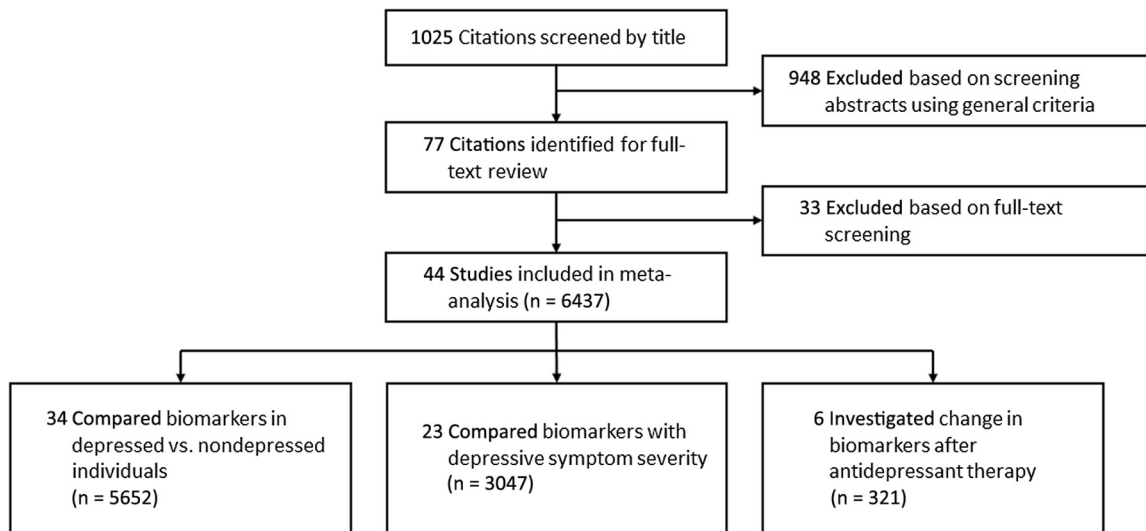 1025 Citations screened by title
948 Excluded based on screening
abstracts using general criteria
77 Citations identified for full-
text review
33 Excluded based on full-text
screening
44 Studies included in meta-
analysis (n = 6437)
34 Compared biomarkers in
depressed vs. nondepressed
individuals
(n = 5652)
23 Compared biomarkers with
depressive symptom severity
(n = 3047)
6 Investigated change in
biomarkers after
antidepressant therapy
(n = 321)